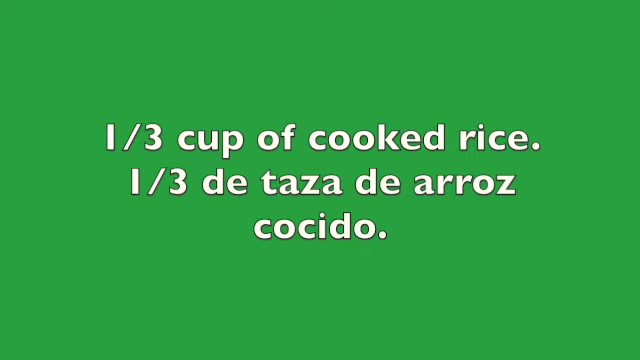 1/3 cup of cooked rice.
1/3 de taza de arroz
cocido.